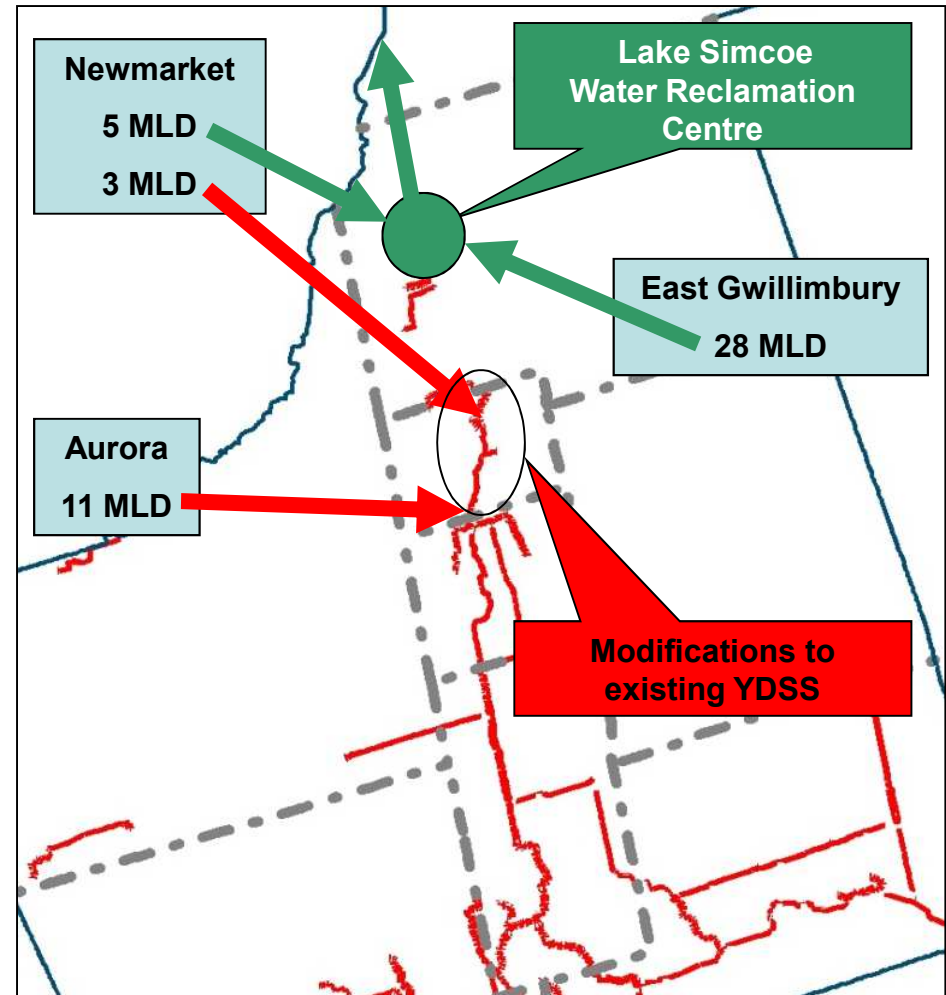 Newmarket
5 MLD
3 MLD
Lake Simcoe
Water Reclamation
Centre
East Gwillimbury
28 MLD
Aurora
11 MLD
Modifications to
existing YDSS